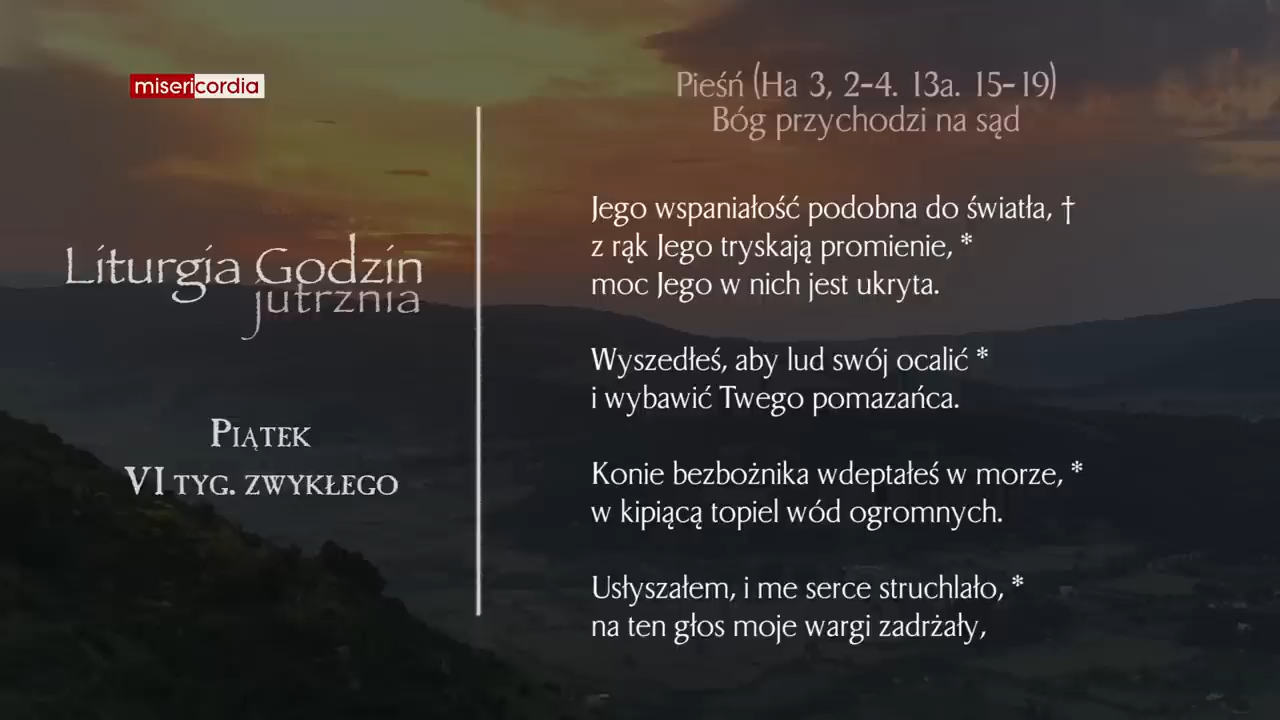 misericordia
Liturgia Godzin
jutrznia
Piątek
VI tyg. zwykłego
Pieśń (Ha 3, 2-4. 13a. 15-19)
Bóg przychodzi na sąd
Jego wspaniałość podobna do światła, †
z rąk Jego tryskają promienie, *
moc Jego w nich jest ukryta.
Wyszedłeś, aby lud swój ocalić *
i wybawić Twego pomazańca.
Konie bezbożnika wdeptałeś w morze, *
w kipiącą topiel wód ogromnych.
Usłyszałem, i me serce struchlało, *
na ten głos moje wargi zadrżały,